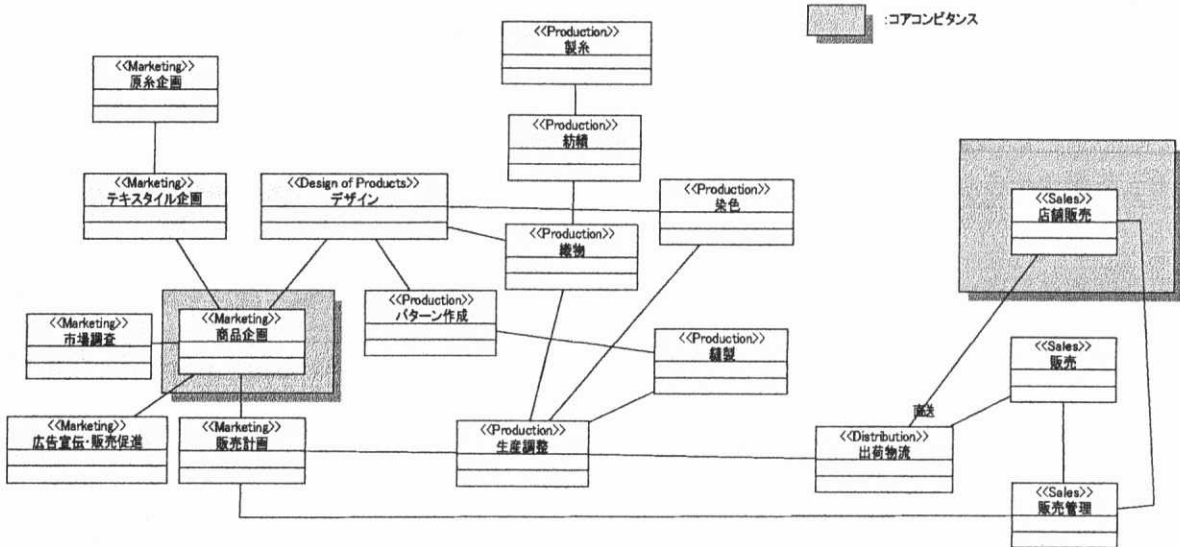 :コアコンピタンス
<<Production>>
製糸
<<Marketing>>
原糸企画
<<Production>>
紡績
<<Marketing>>
テキスタイル企画
<<Design of Products>>
デザイン
<<Production>>
染色
<<Sales>>
店舗販売
<<Production>>
織物
<<Production>>
パターン作成
<<Marketing>>
商品企画
<<Marketing>>
市場調査
<<Production>>
縫製
<<Sales>>
販売
直送
<<Marketing>>
広告宣伝・販売促進
<<Marketing>>
販売計画
<<Production>>
生産調整
<<Distribution>>
出荷物流
<<Sales>>
販売管理